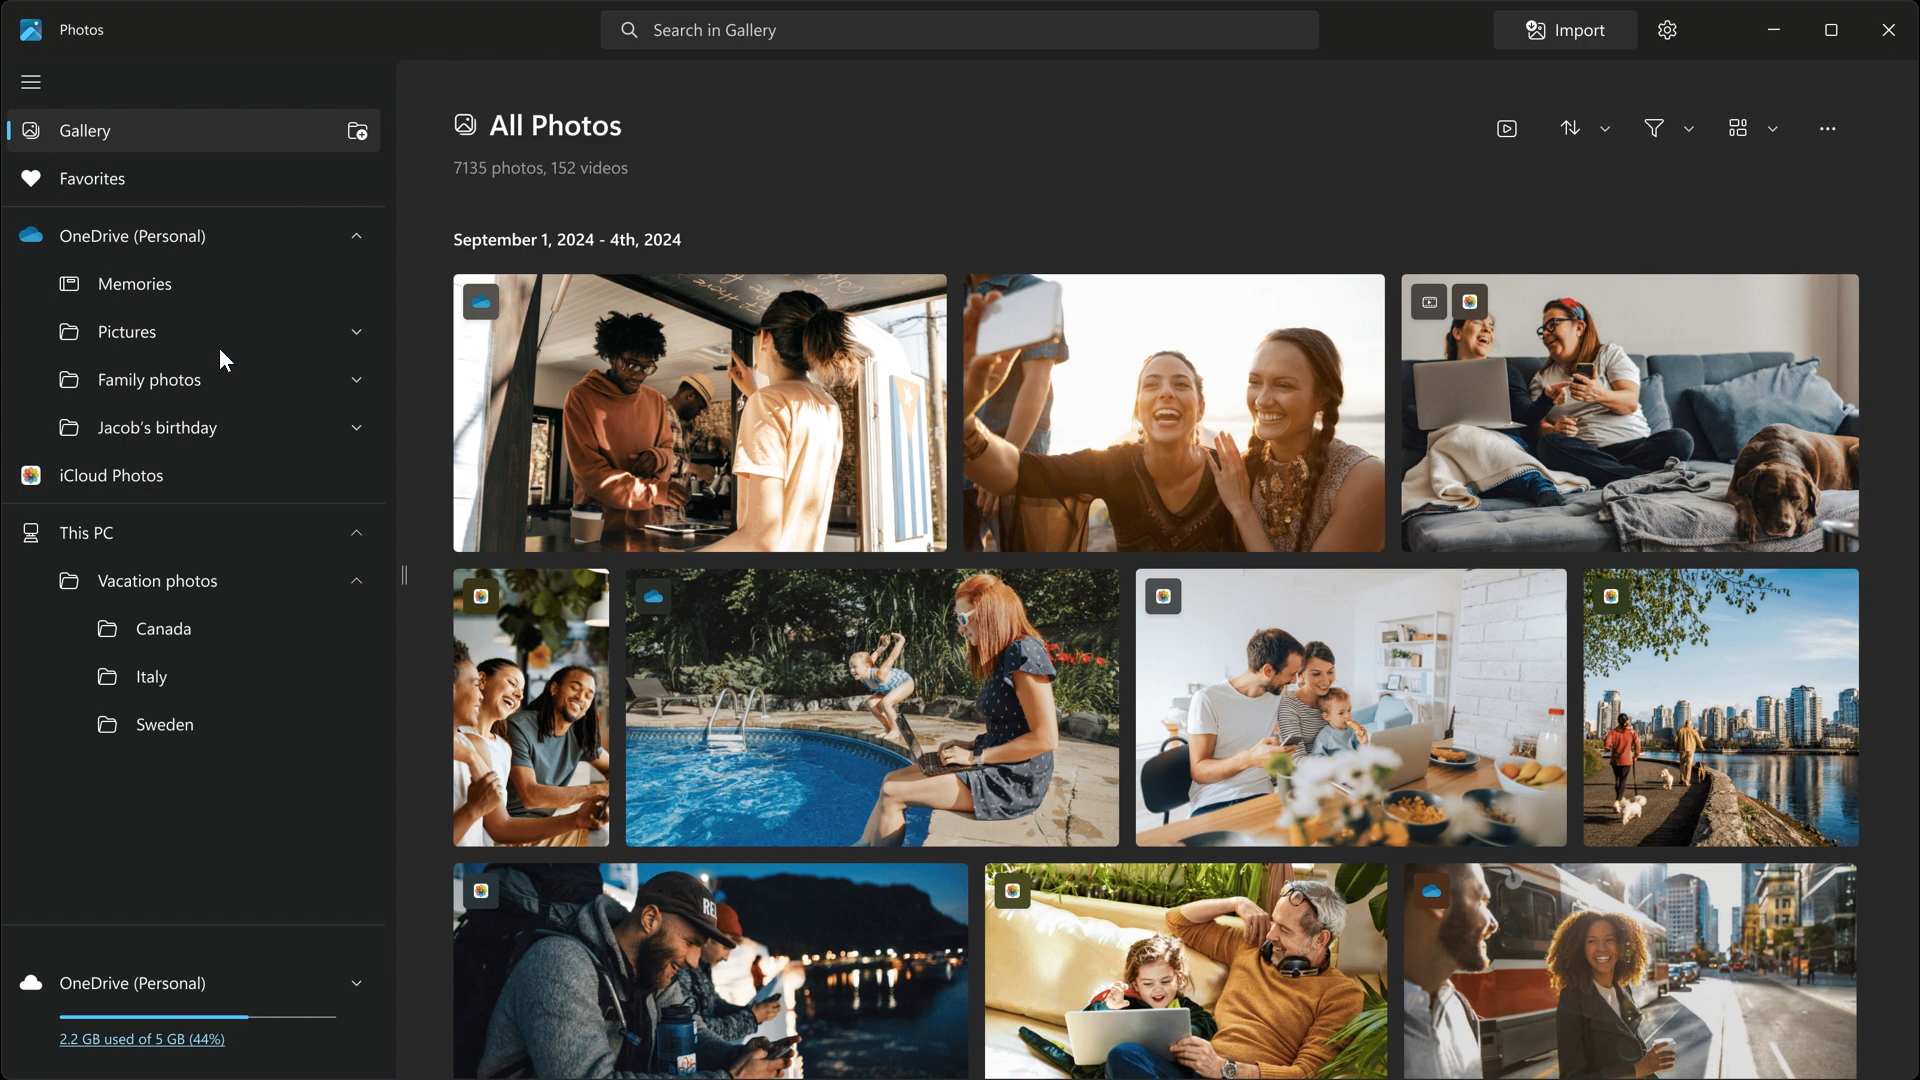 Photos
Search in Gallery
Import
Gallery
Favorites
OneDrive (Personal)
Memories
Pictures
Family photos
Jacob's birthday
iCloud Photos
This PC
Vacation photos
Canada
Italy
Sweden
OneDrive (Personal)
2.2 GB used of 5 GB (44%)
All Photos
7135 photos, 152 videos
September 1, 2024 - 4th, 2024